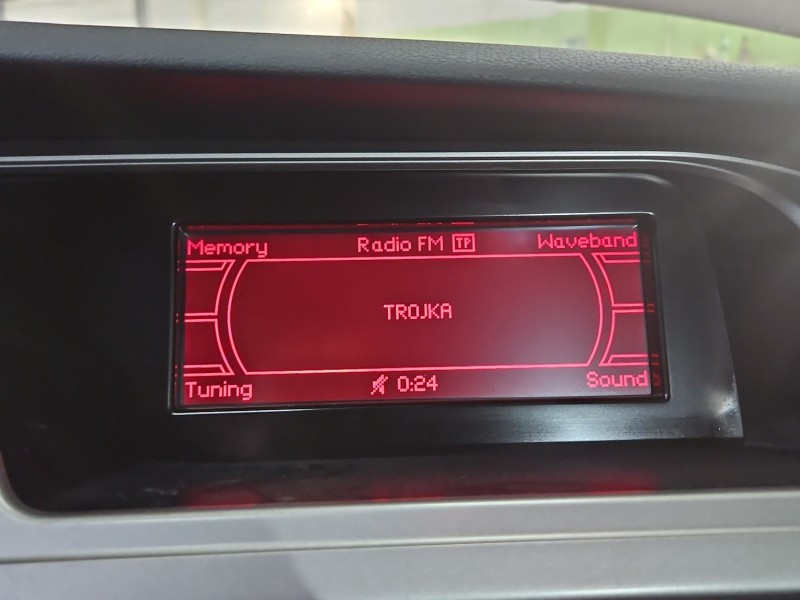 Memory Radio FM TP Waveband
TROJKA
Tuning 0:24 Sound